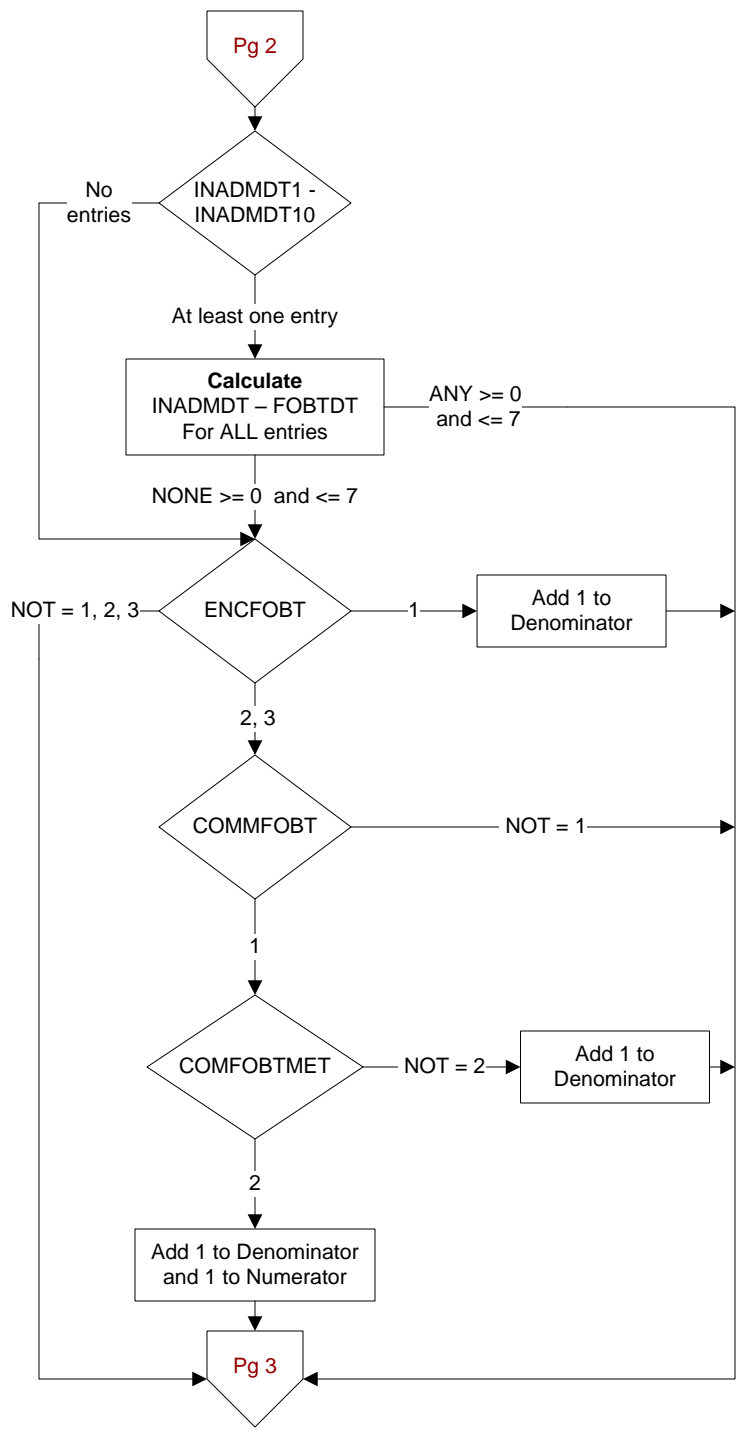 Pg 2
INADMDT1 -
INADMDT10
No
entries
At least one entry
Calculate
INADMDT – FOBTDT
For ALL entries
ANY >= 0
and <= 7
NONE >= 0 and <= 7
NOT = 1, 2, 3
ENCFOBT
1
Add 1 to
Denominator
2, 3
COMMFOBT
NOT = 1
1
COMFOBTMET
NOT = 2
Add 1 to
Denominator
2
Add 1 to Denominator
and 1 to Numerator
Pg 3